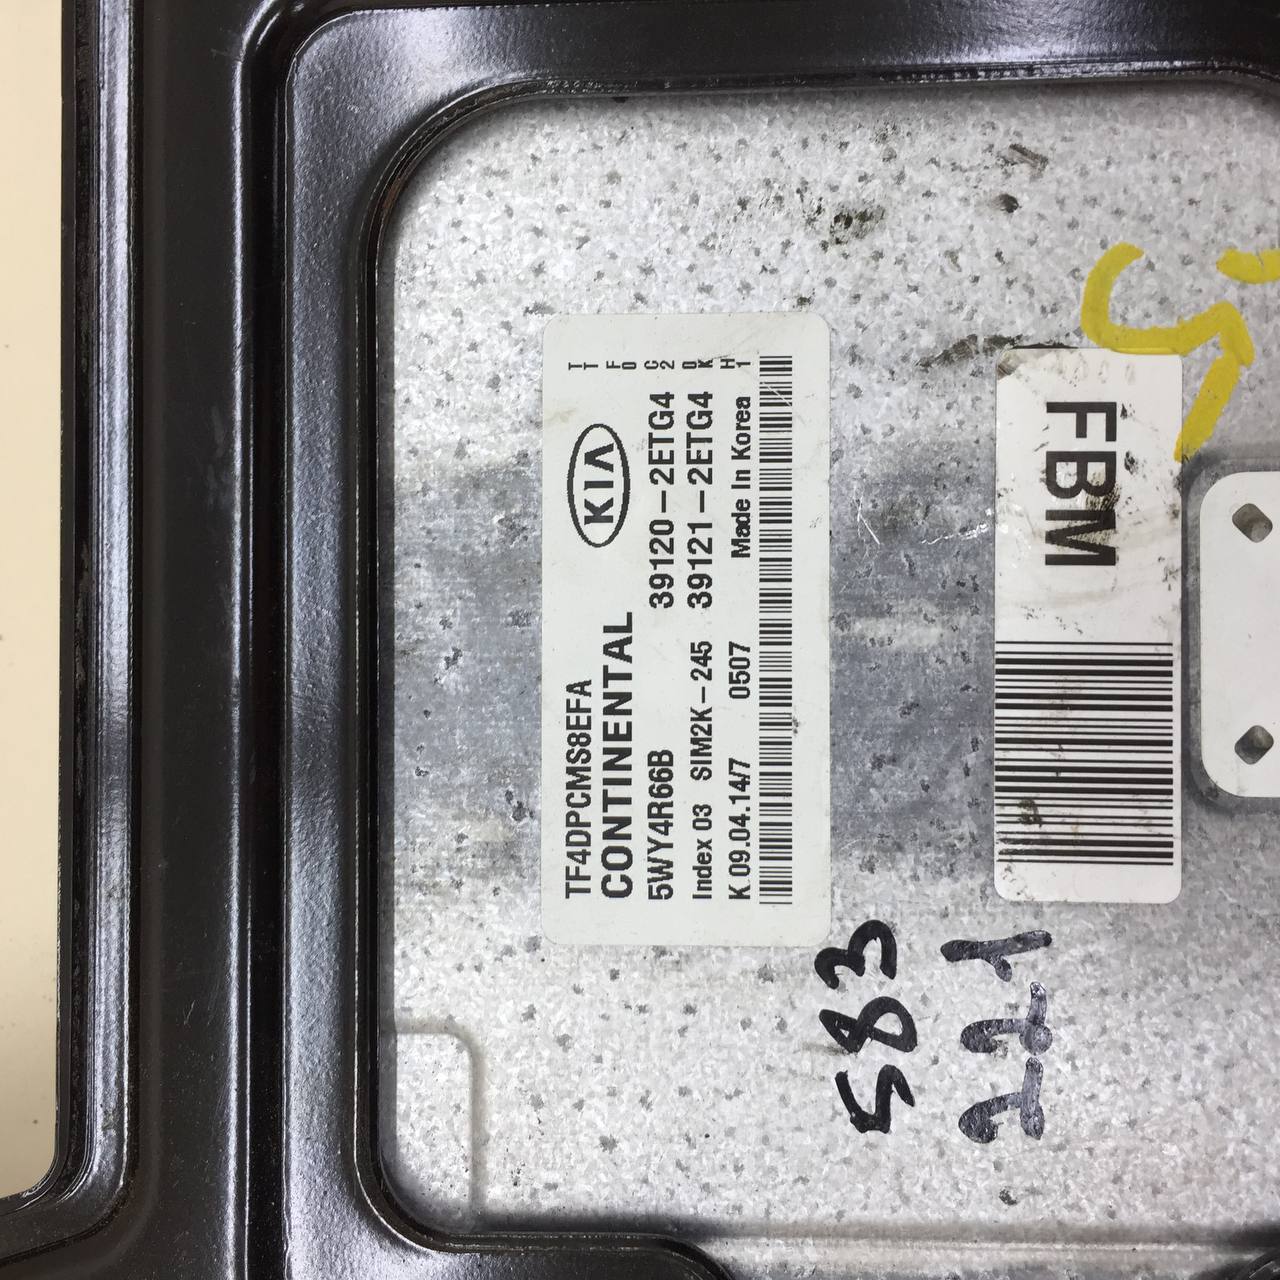 TF4DPCMS8EFA
CONTINENTAL KIA
5WY4R66B 39120-2ETG4
Index 03 SIM2K-245 39121-2ETG4
K 09.04.14/7 0507 Made In Korea
FBM
583
221